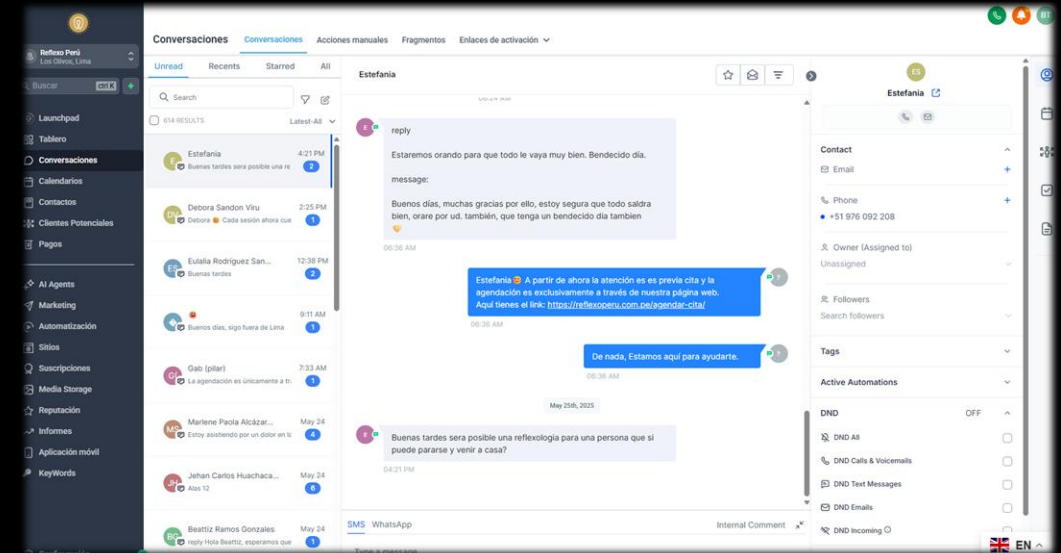 BT
Reflexo Perú
Los Olivos, Lima
Buscar
ctrl K
Launchpad
Tablero
Conversaciones
Calendarios
Contactos
Clientes Potenciales
Pagos
AI Agents
Marketing
Automatización
Sitios
Suscripciones
Media Storage
Reputación
Informes
Aplicación móvil
KeyWords
Conversaciones
Conversaciones
Acciones manuales
Fragmentos
Enlaces de activación
Unread
Recents
Starred
All
Search
614 RESULTS
Latest-All
E
Estefania
4:21 PM
Buenas tardes sera posible una re
2
DV
Debora Sandon Viru
2:25 PM
Debora 😀 Cada sesión ahora cue
1
ES
Eulalia Rodríguez San...
12:38 PM
Buenas tardes
2
9:11 AM
Buenos días, sigo fuera de Lima
1
G(
Gab (pilar)
7:33 AM
La agendación es únicamente a tr
1
MS
Marlene Paola Alcázar...
May 24
Estoy asistiendo por un dolor en l
4
JH
Jehan Carlos Huachaca...
May 24
Alas 12
6
BG
Beattiz Ramos Gonzales
May 24
reply Hola Beattiz, esperamos que
1
Estefania
E
reply
Estaremos orando para que todo le vaya muy bien. Bendecido día.
message:
Buenos días, muchas gracias por ello, estoy segura que todo saldra
bien, orare por ud. también, que tenga un bendecido día tambien
06:36 AM
Estefania 😀 A partir de ahora la atención es es previa cita y la
agendación es exclusivamente a través de nuestra página web.
Aquí tienes el link: https://reflexoperu.com.pe/agendar-cita/
?
06:36 AM
De nada, Estamos aquí para ayudarte.
?
06:36 AM
May 25th, 2025
E
Buenas tardes sera posible una reflexologia para una persona que si
puede pararse y venir a casa?
04:21 PM
SMS
WhatsApp
Internal Comment
Type a message
ES
Estefania
Contact
Email
+
Phone
+
+51 976 092 208
Owner (Assigned to)
Unassigned
Followers
Search followers
Tags
Active Automations
DND
OFF
DND All
DND Calls & Voicemails
DND Text Messages
DND Emails
DND Incoming
EN